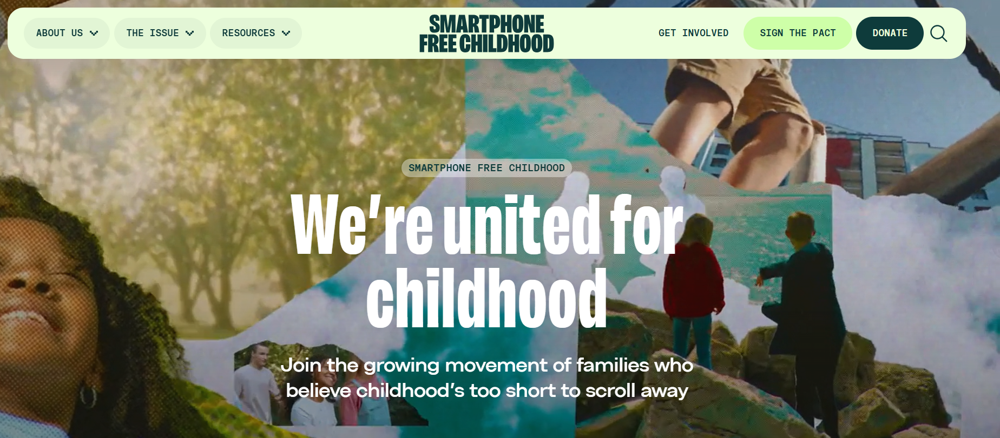 ABOUT US
THE ISSUE
RESOURCES
SMARTPHONE
FREE CHILDHOOD
GET INVOLVED
SIGN THE PACT
DONATE
SMARTPHONE FREE CHILDHOOD
We're united for
childhood
Join the growing movement of families who
believe childhood's too short to scroll away